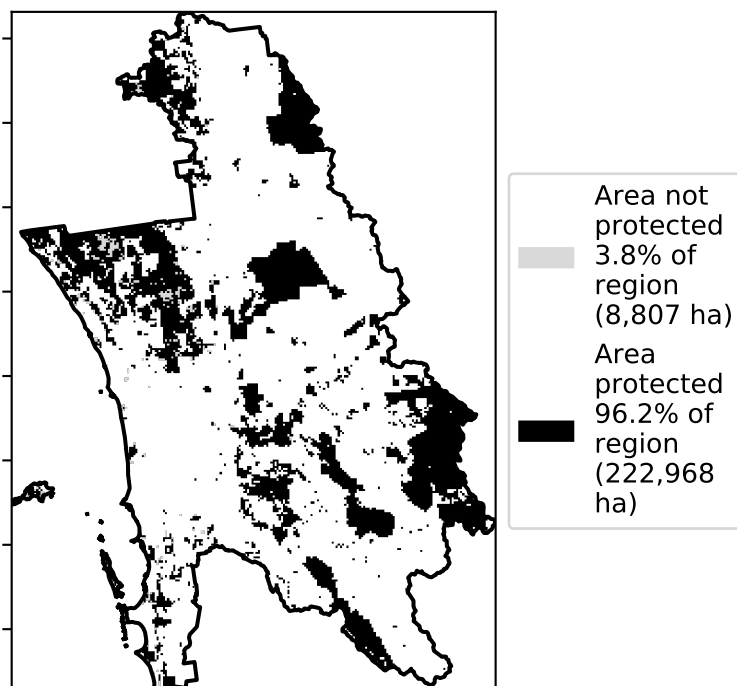 Area not
protected
3.8% of
region
(8,807 ha)
Area
protected
96.2% of
region
(222,968
ha)